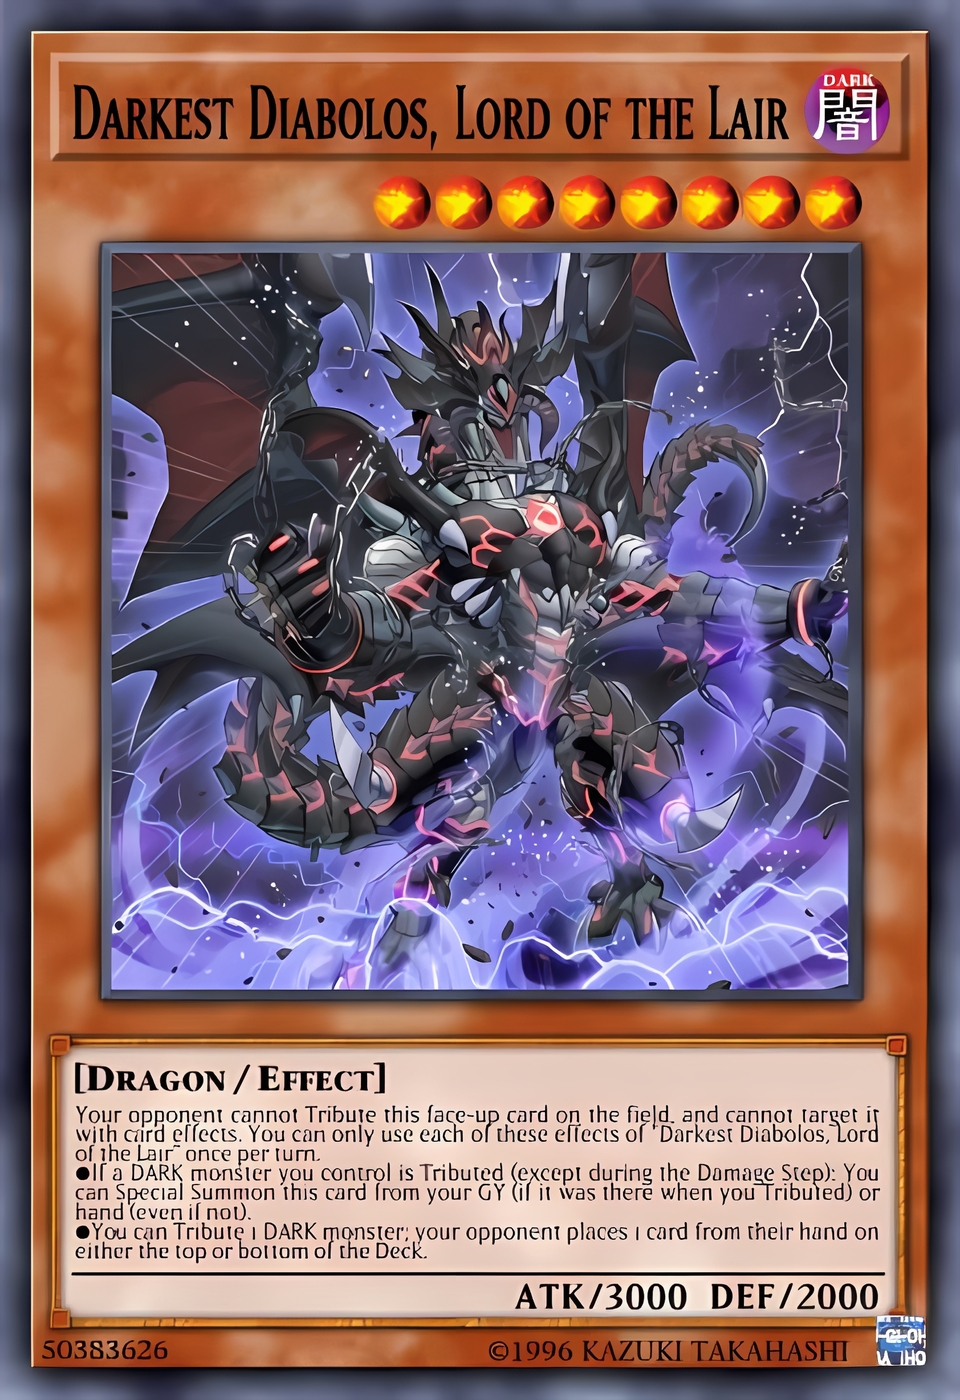 DARKEST DIABOLOS, LORD OF THE LAIR
DARK
闇
[DRAGON / EFFECT]
Your opponent cannot Tribute this face-up card on the field, and cannot target it
with card effects. You can only use each of these effects of "Darkest Diabolos, Lord
of the Lair" once per turn.
●If a DARK monster you control is Tributed (except during the Damage Step): You
can Special Summon this card from your GY (if it was there when you Tributed) or
hand (even if not).
●You can Tribute 1 DARK monster; your opponent places 1 card from their hand on
either the top or bottom of the Deck.
ATK/3000 DEF/2000
50383626
©1996 KAZUKI TAKAHASHI